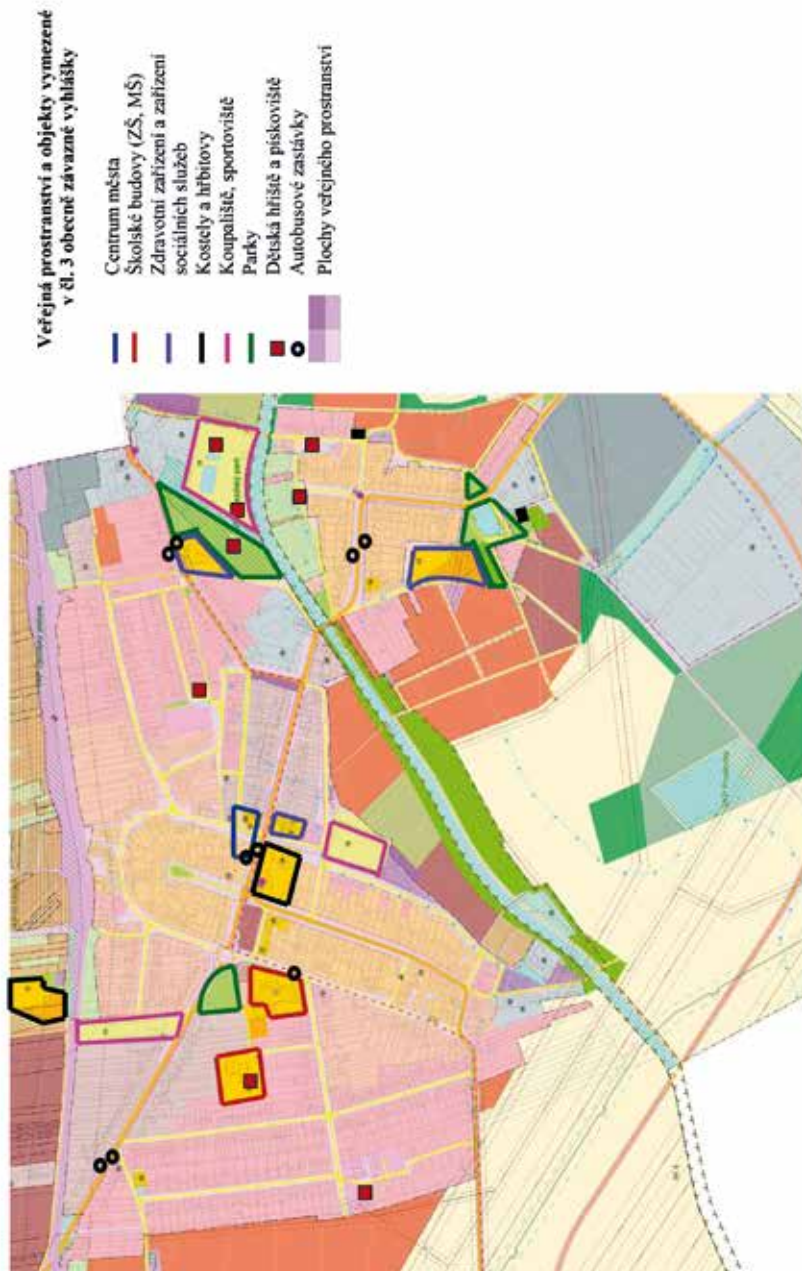 Veřejná prostranství a objekty vymezené
v čl. 3 obecně závazné vyhlášky
Centrum města
Školské budovy (ZŠ, MŠ)
Zdravotní zařízení a zařízení
sociálních služeb
Kostely a hřbitovy
Koupaliště, sportoviště
Parky
Dětská hřiště a pískoviště
Autobusové zastávky
Plochy veřejného prostranství